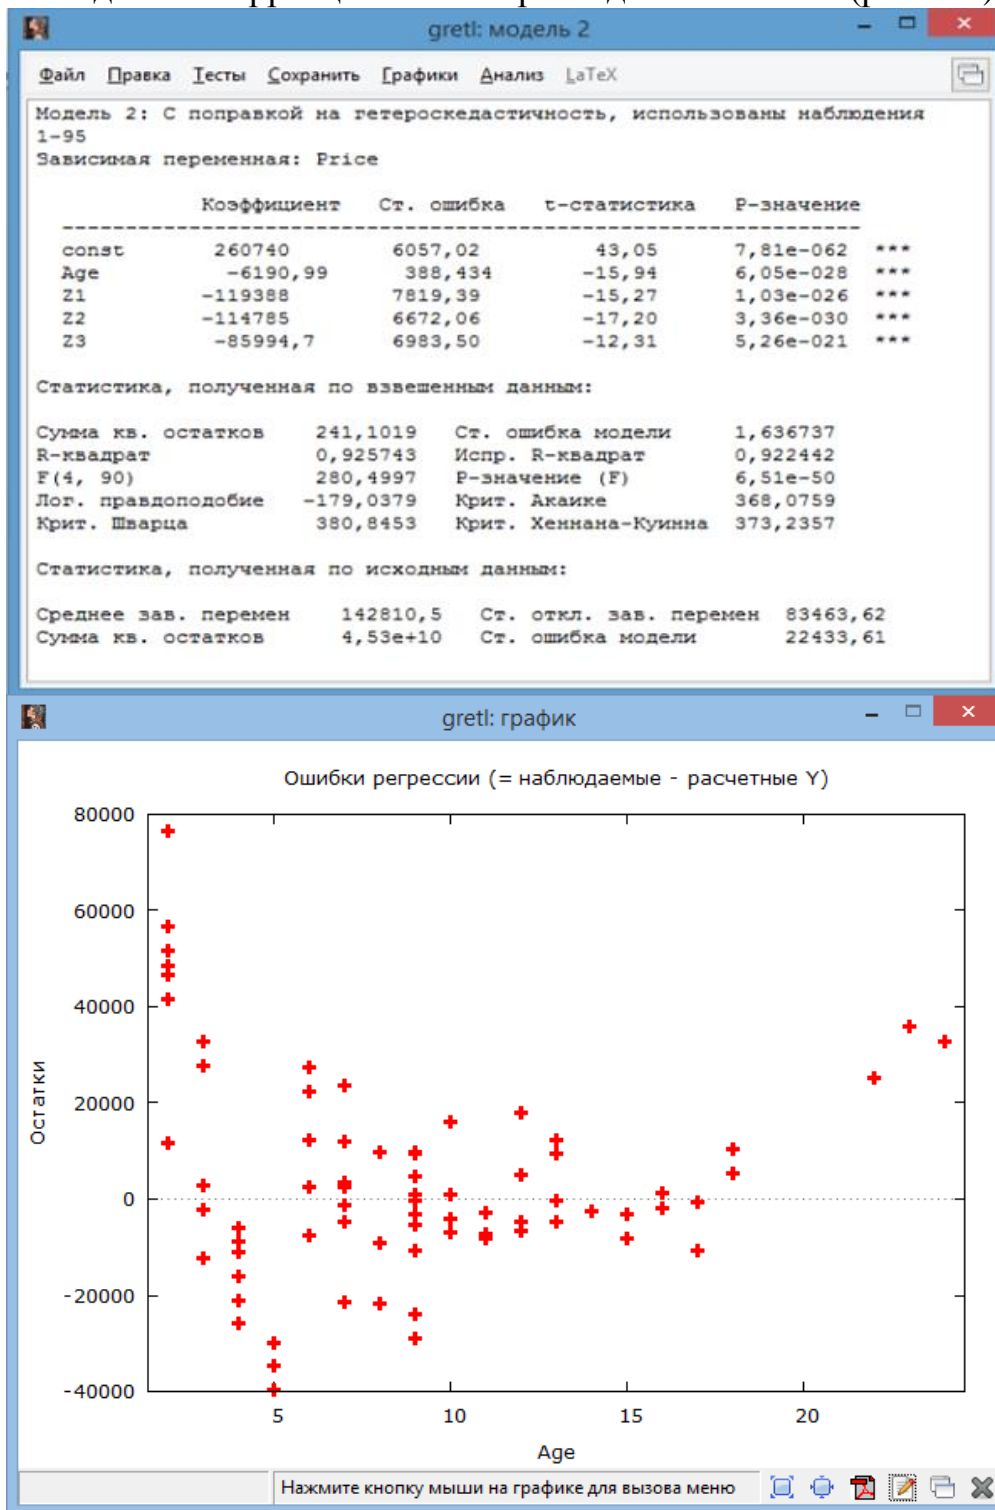 gretl: модель 2
Файл Правка Тесты Сохранить Графики Анализ LaTeX
Модель 2: С поправкой на гетероскедастичность, использованы наблюдения
1-95
Зависимая переменная: Price
Коэффициент Ст. ошибка t-статистика P-значение
const 260740 6057,02 43,05 7,81e-062 ***
Age -6190,99 388,434 -15,94 6,05e-028 ***
Z1 -119388 7819,39 -15,27 1,03e-026 ***
Z2 -114785 6672,06 -17,20 3,36e-030 ***
Z3 -85994,7 6983,50 -12,31 5,26e-021 ***
Статистика, полученная по взвешенным данным:
Сумма кв. остатков 241,1019 Ст. ошибка модели 1,636737
R-квадрат 0,925743 Испр. R-квадрат 0,922442
F(4, 90) 280,4997 P-значение (F) 6,51e-50
Лог. правдоподобие -179,0379 Крит. Акаике 368,0759
Крит. Шварца 380,8453 Крит. Хеннана-Куинна 373,2357
Статистика, полученная по исходным данным:
Среднее зав. перемен 142810,5 Ст. откл. зав. перемен 83463,62
Сумма кв. остатков 4,53e+10 Ст. ошибка модели 22433,61
gretl: график
Ошибки регрессии (= наблюдаемые - расчетные Y)
80000
60000
40000
20000
0
-20000
-40000
Остатки
5 10 15 20
Age
Нажмите кнопку мыши на графике для вызова меню